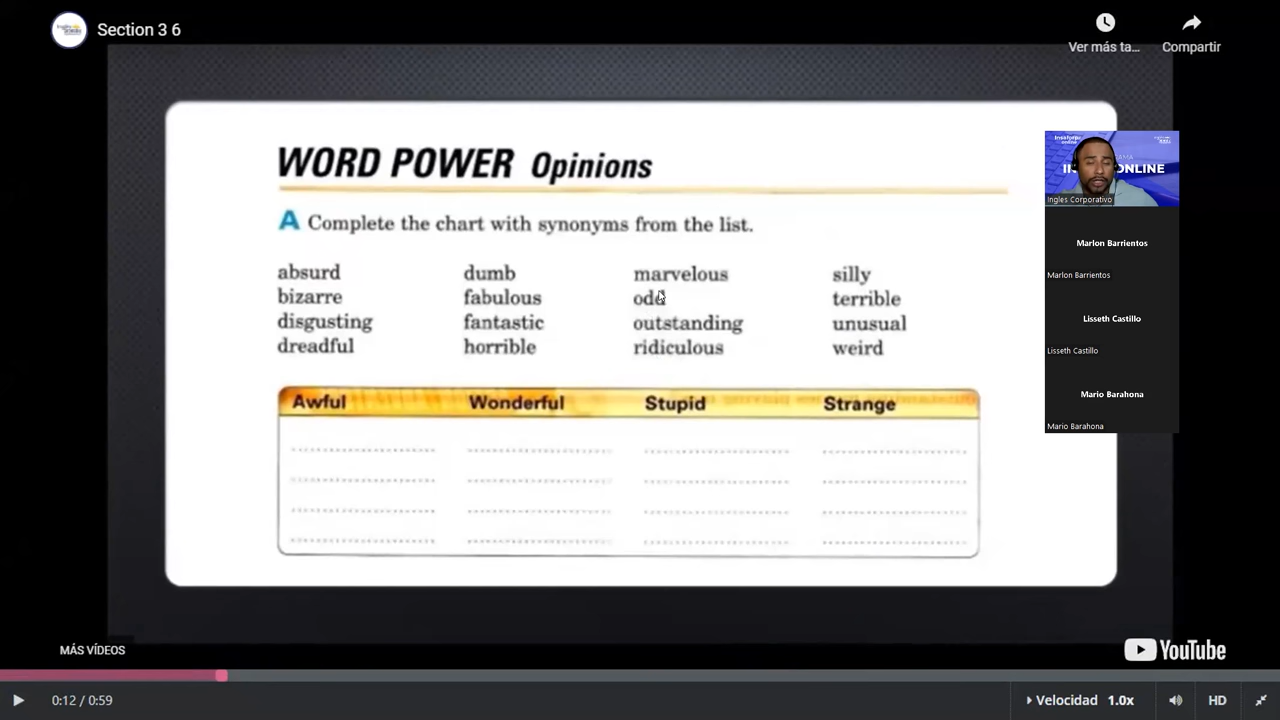 Section 3 6
Ver más ta...
Compartir
WORD POWER Opinions
A Complete the chart with synonyms from the list.
absurd dumb marvelous silly
bizarre fabulous odd terrible
disgusting fantastic outstanding unusual
dreadful horrible ridiculous weird
Awful Wonderful Stupid Strange
ONLINE
Ingles Corporativo
Marlon Barrientos
Marlon Barrientos
Lisseth Castillo
Lisseth Castillo
Mario Barahona
Mario Barahona
MÁS VÍDEOS
YouTube
0:12 / 0:59
Velocidad 1.0x
HD